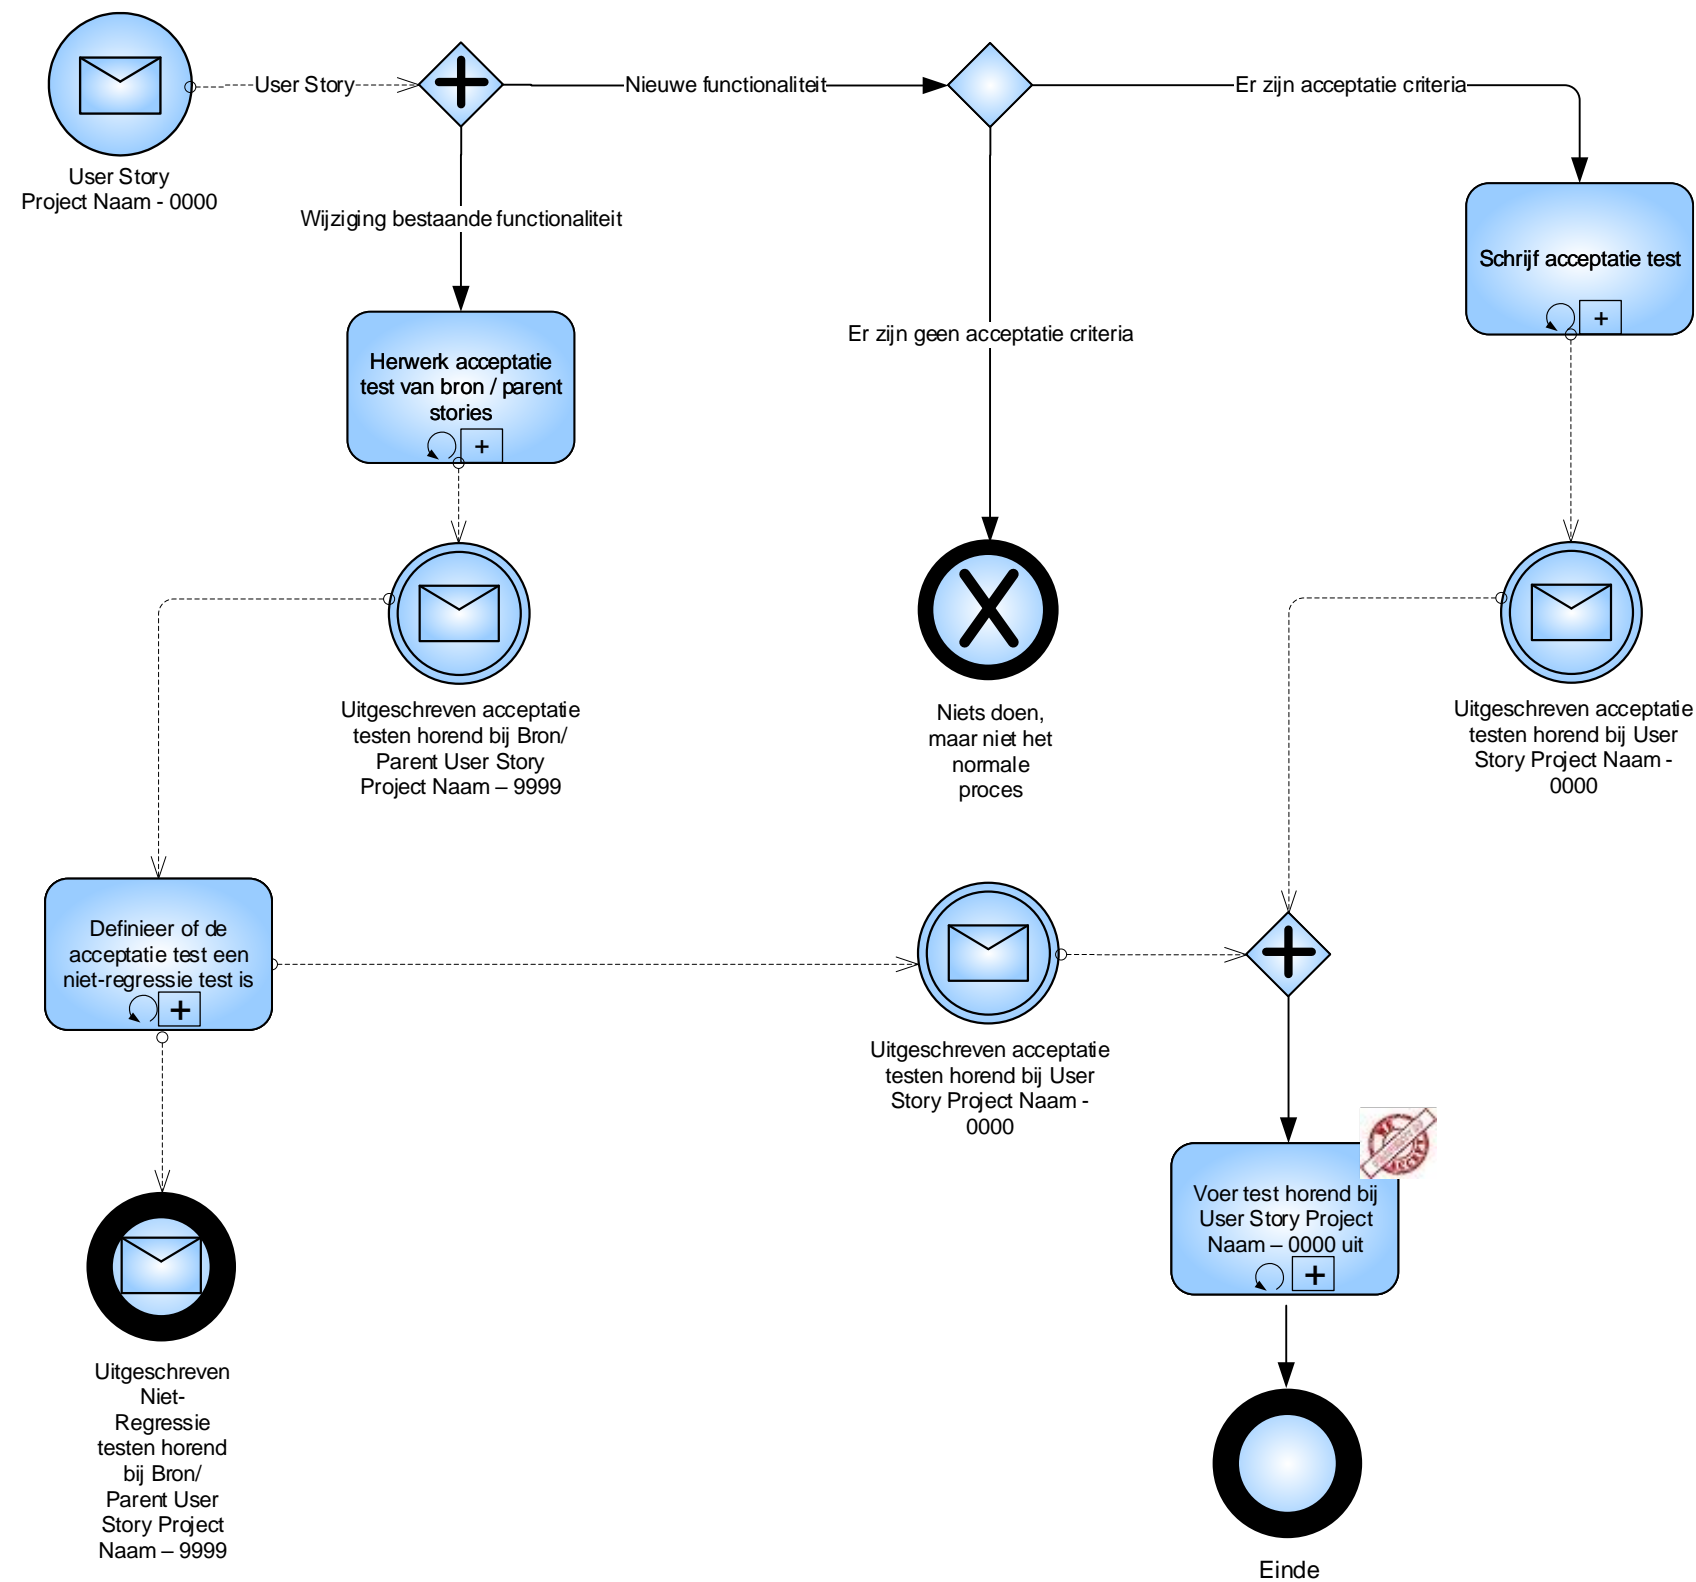 User Story
Project Naam - 0000
User Story
Nieuwe functionaliteit
Er zijn acceptatie criteria
Wijziging bestaande functionaliteit
Schrijf acceptatie test
+
Er zijn geen acceptatie criteria
Herwerk acceptatie
test van bron / parent
stories
+
Uitgeschreven acceptatie
testen horend bij Bron/
Parent User Story
Project Naam – 9999
Niets doen,
maar niet het
normale
proces
Uitgeschreven acceptatie
testen horend bij User
Story Project Naam -
0000
Definieer of de
acceptatie test een
niet-regressie test is
+
Uitgeschreven acceptatie
testen horend bij User
Story Project Naam -
0000
Voer test horend bij
User Story Project
Naam – 0000 uit
+
Uitgeschreven
Niet-
Regressie
testen horend
bij Bron/
Parent User
Story Project
Naam – 9999
Einde